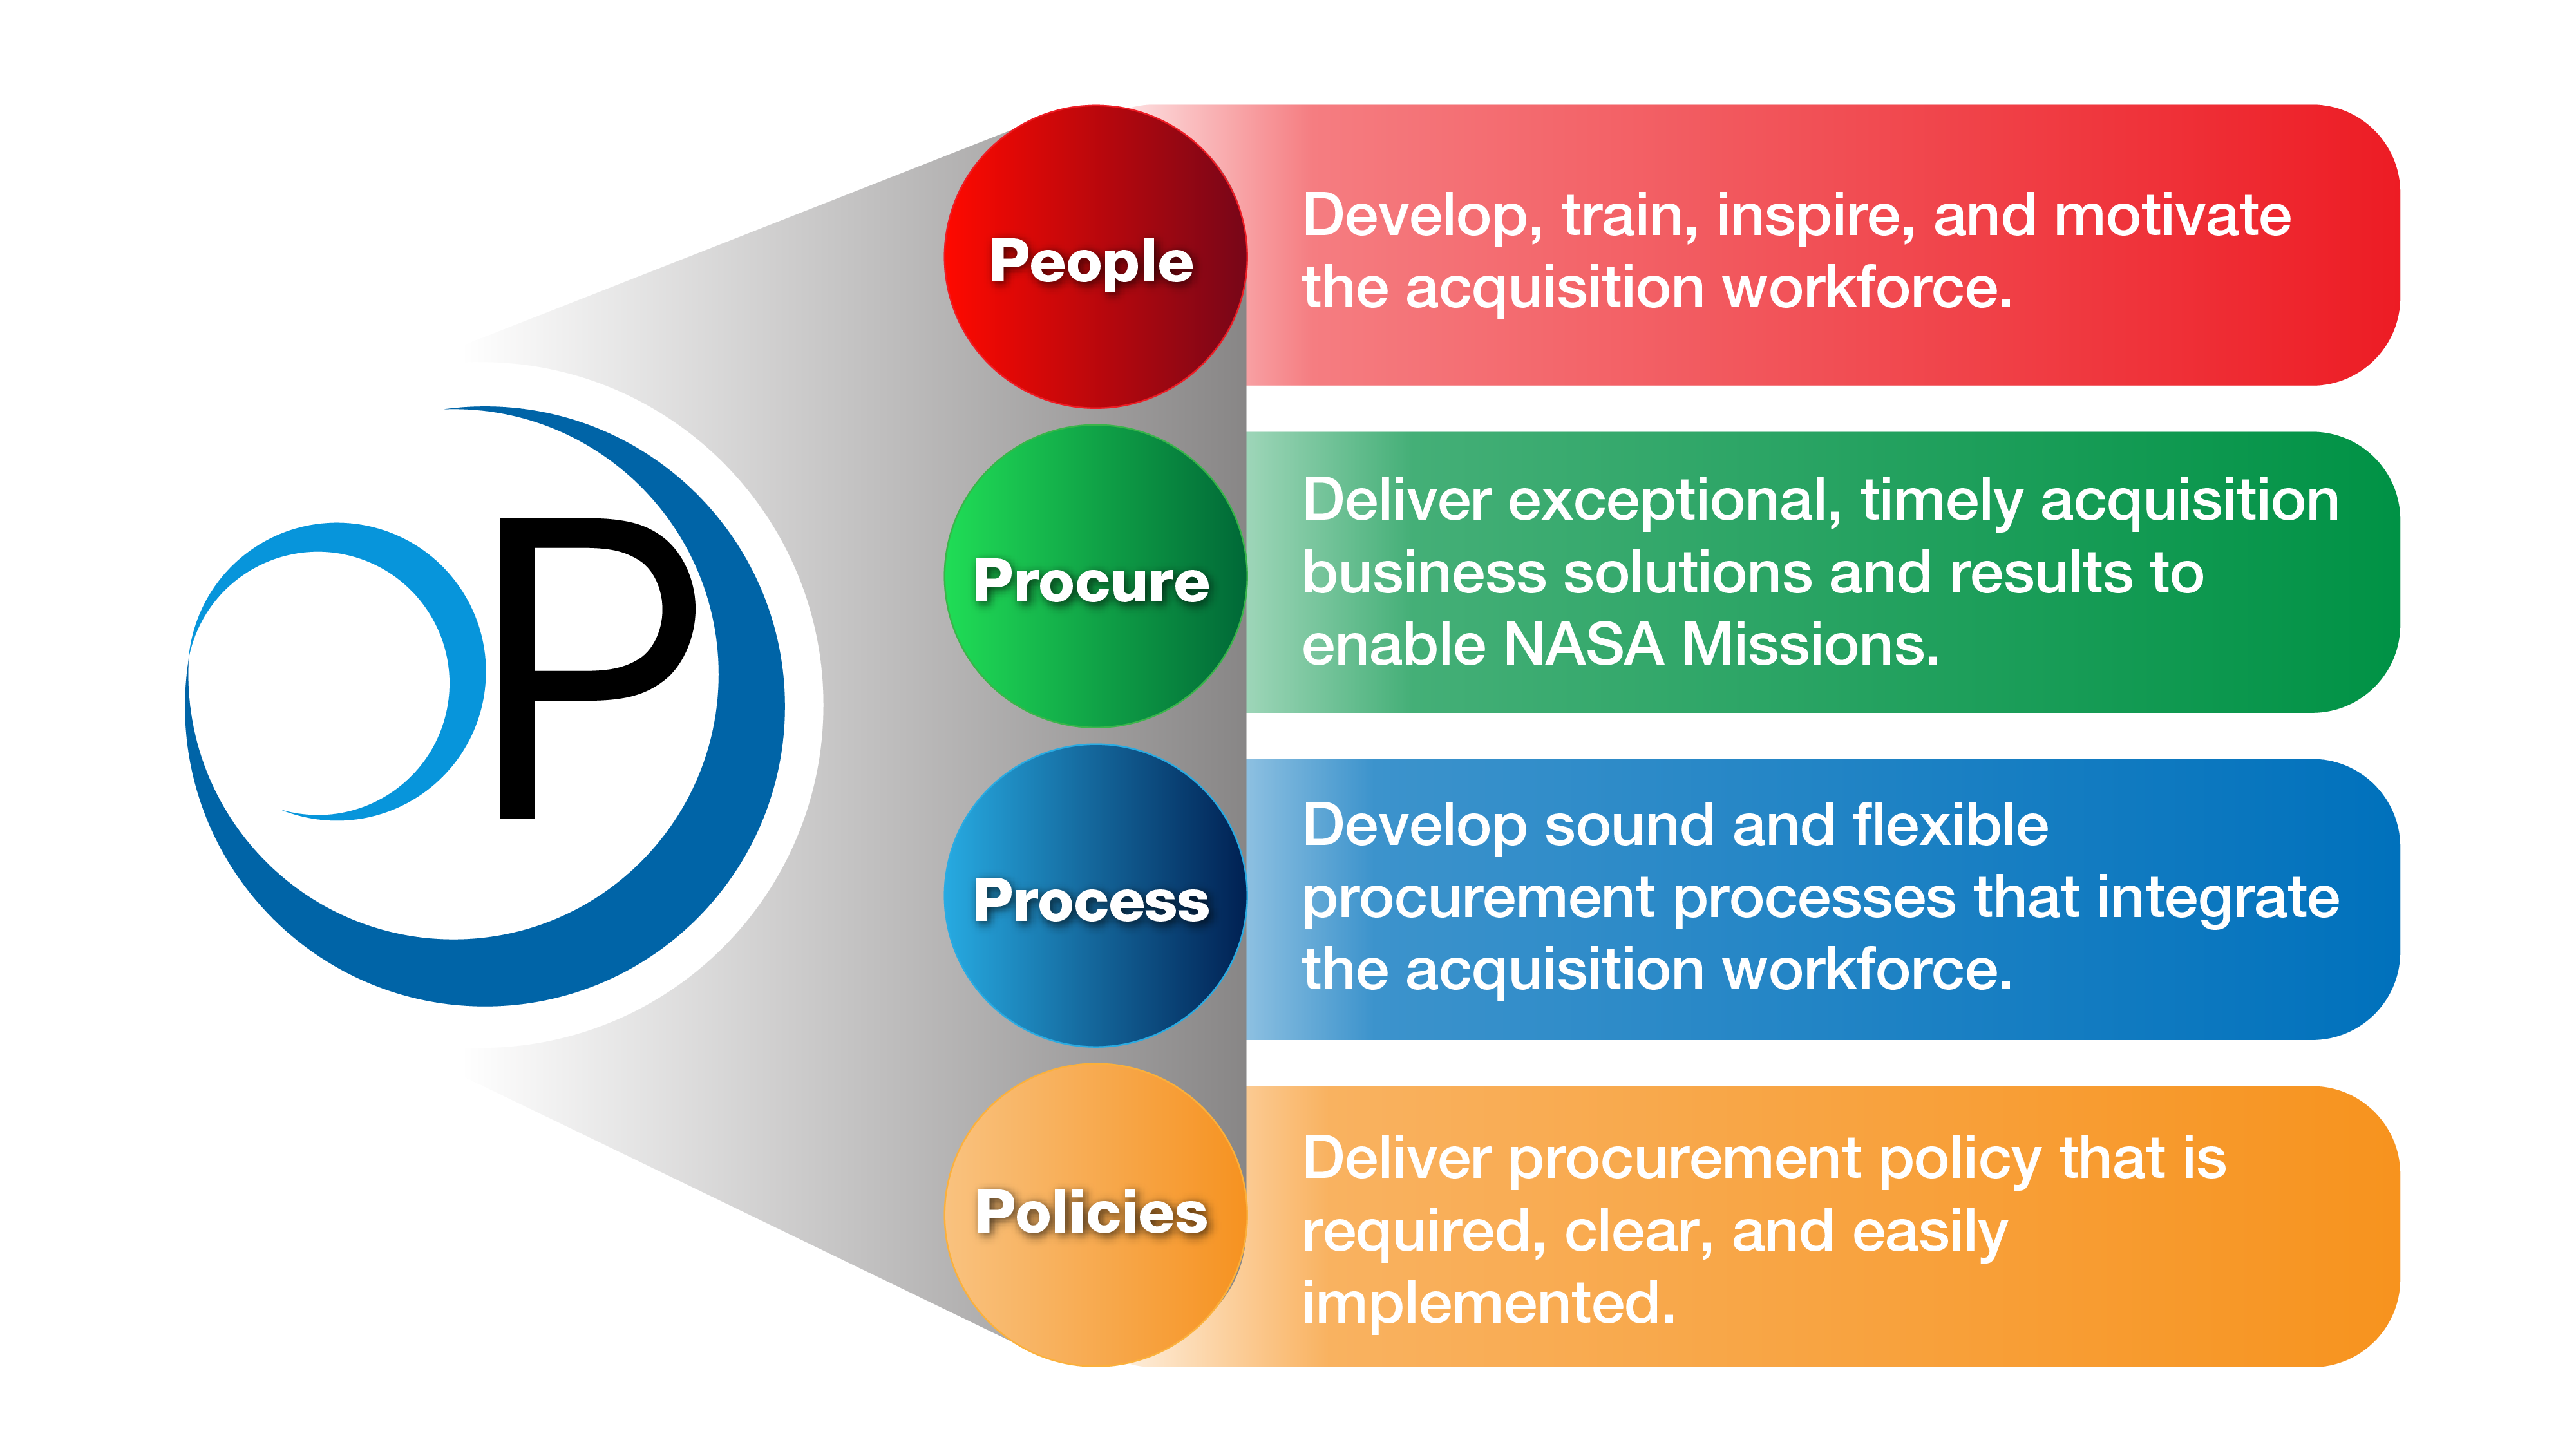 P
People
Develop, train, inspire, and motivate
the acquisition workforce.
Procure
Deliver exceptional, timely acquisition
business solutions and results to
enable NASA Missions.
Process
Develop sound and flexible
procurement processes that integrate
the acquisition workforce.
Policies
Deliver procurement policy that is
required, clear, and easily
implemented.